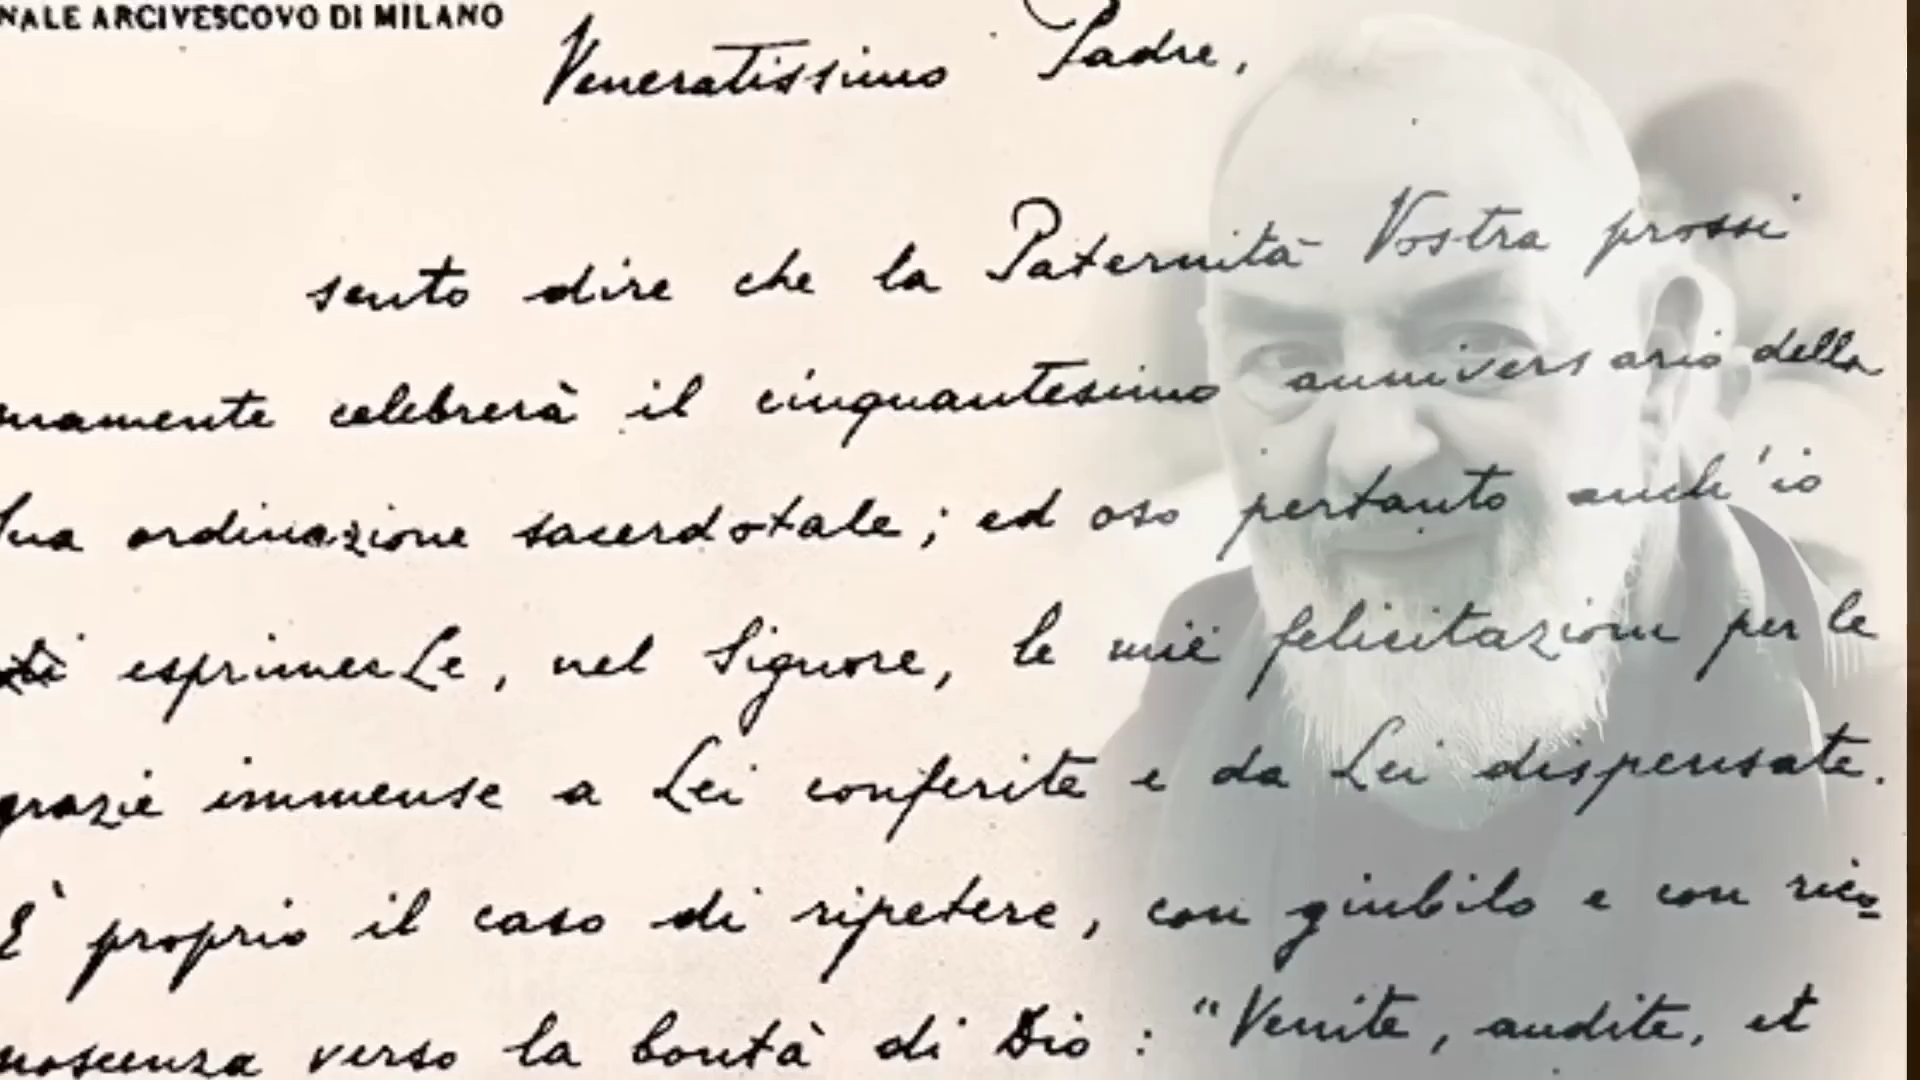 NALE ARCIVESCOVO DI MILANO
Veneratissimo Padre,
sento dire che la Paternità Vostra prossi
mamente celebrerà il cinquantesimo anniversario della
Sua ordinazione sacerdotale; ed oso pertanto anch'io
esprimerLe, nel Signore, le mie felicitazioni per le
grazie immense a Lei conferite e da Lei dispensate.
È proprio il caso di ripetere, con giubilo e con rico
noscenza verso la bontà di Dio: "Venite, audite, et